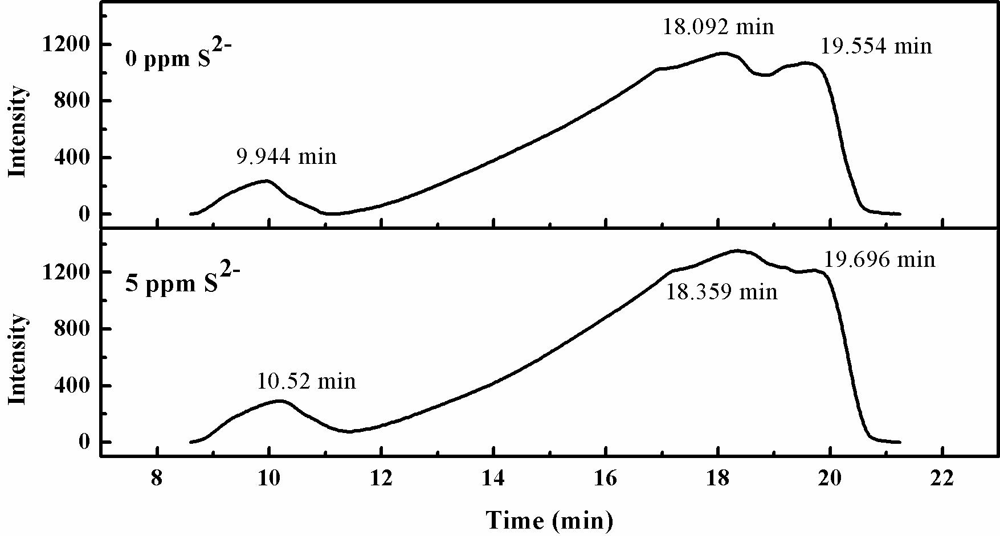 18.092 min
19.554 min
1200
0 ppm S2-
800
400
0
9.944 min
Intensity
1200
5 ppm S2-
800
400
0
19.696 min
18.359 min
10.52 min
Intensity
8 10 12 14 16 18 20 22
Time (min)